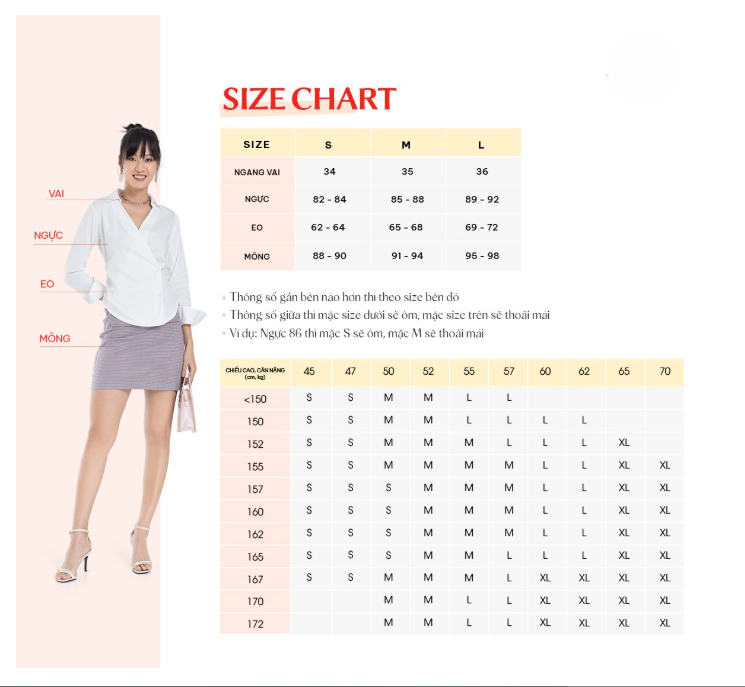 SIZE CHART
SIZE S M L
NGANG VAI 34 35 36
NGỰC 82 - 84 85 - 88 89 - 92
EO 62 - 64 65 - 68 69 - 72
MÔNG 88 - 90 91 - 94 95 - 98
VAI
NGỰC
EO
MÔNG
• Thông số gần bên nào hơn thì theo size bên đó
• Thông số giữa thì mặc size dưới sẽ ôm, mặc size trên sẽ thoải mái
• Ví dụ: Ngực 86 thì mặc S sẽ ôm, mặc M sẽ thoải mái
CHIỀU CAO, CÂN NẶNG
(cm, kg) 45 47 50 52 55 57 60 62 65 70
<150 S S M M L L
150 S S M M L L L L
152 S S M M M L L L XL
155 S S M M M M L L XL XL
157 S S S M M M L L XL XL
160 S S S M M M L L XL XL
162 S S S M M M L L XL XL
165 S S S M M L L L XL XL
167 S S M M M L XL XL XL XL
170 M M L L XL XL XL XL
172 M M L L XL XL XL XL